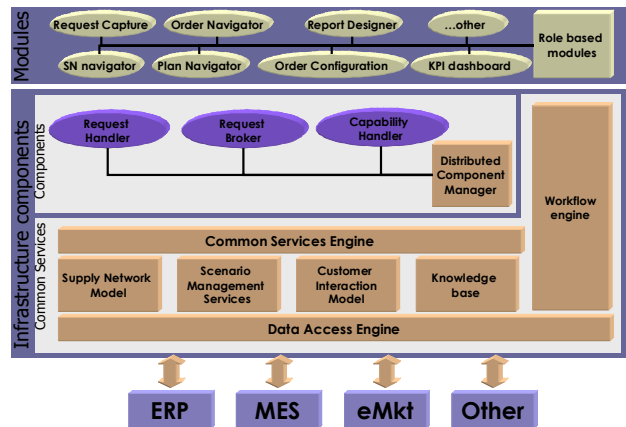 Modules
Request Capture
Order Navigator
Report Designer
...other
SN navigator
Plan Navigator
Order Configuration
KPI dashboard
Role based
modules
Infrastructure components
Components
Request
Handler
Request
Broker
Capability
Handler
Distributed
Component
Manager
Workflow
engine
Common Services
Common Services Engine
Supply Network
Model
Scenario
Management
Services
Customer
Interaction
Model
Knowledge
base
Data Access Engine
ERP
MES
eMkt
Other